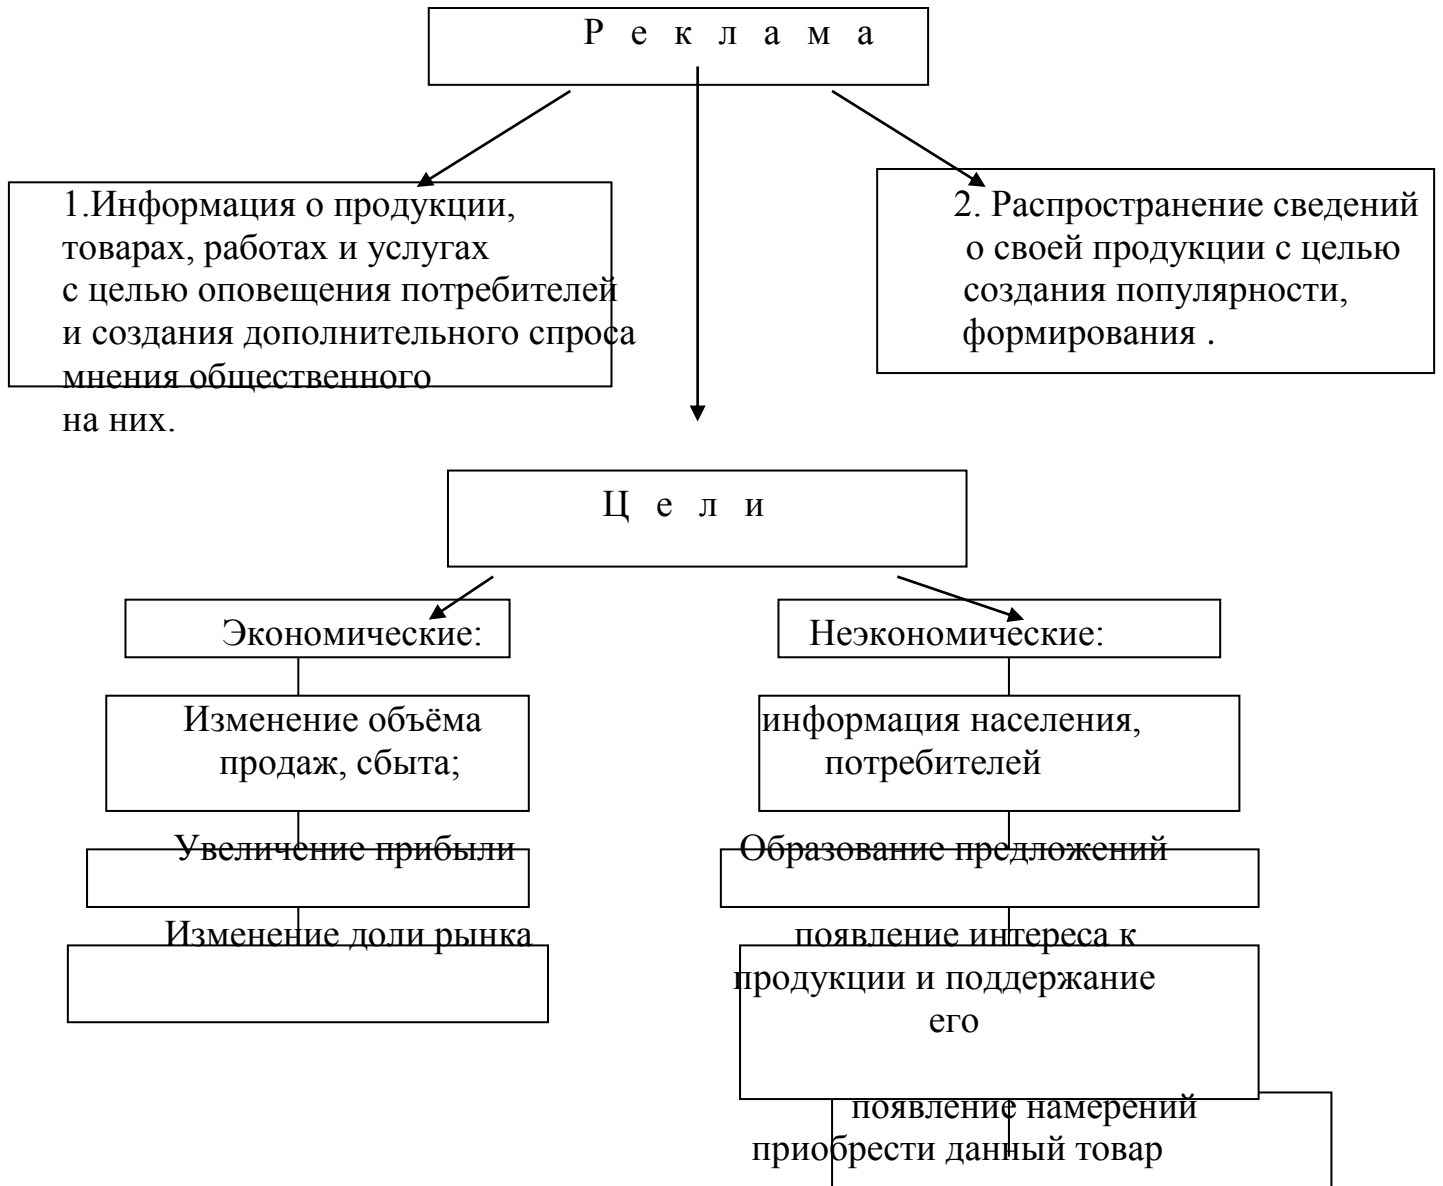 Р е к л а м а
1.Информация о продукции,
товарах, работах и услугах
с целью оповещения потребителей
и создания дополнительного спроса
мнения общественного
на них.
2. Распространение сведений
о своей продукции с целью
создания популярности,
формирования .
Ц е л и
Экономические:
Изменение объёма
продаж, сбыта;
Увеличение прибыли
Изменение доли рынка
Неэкономические:
информация населения,
потребителей
Образование предложений
появление интереса к
продукции и поддержание
его
появление намерений
приобрести данный товар